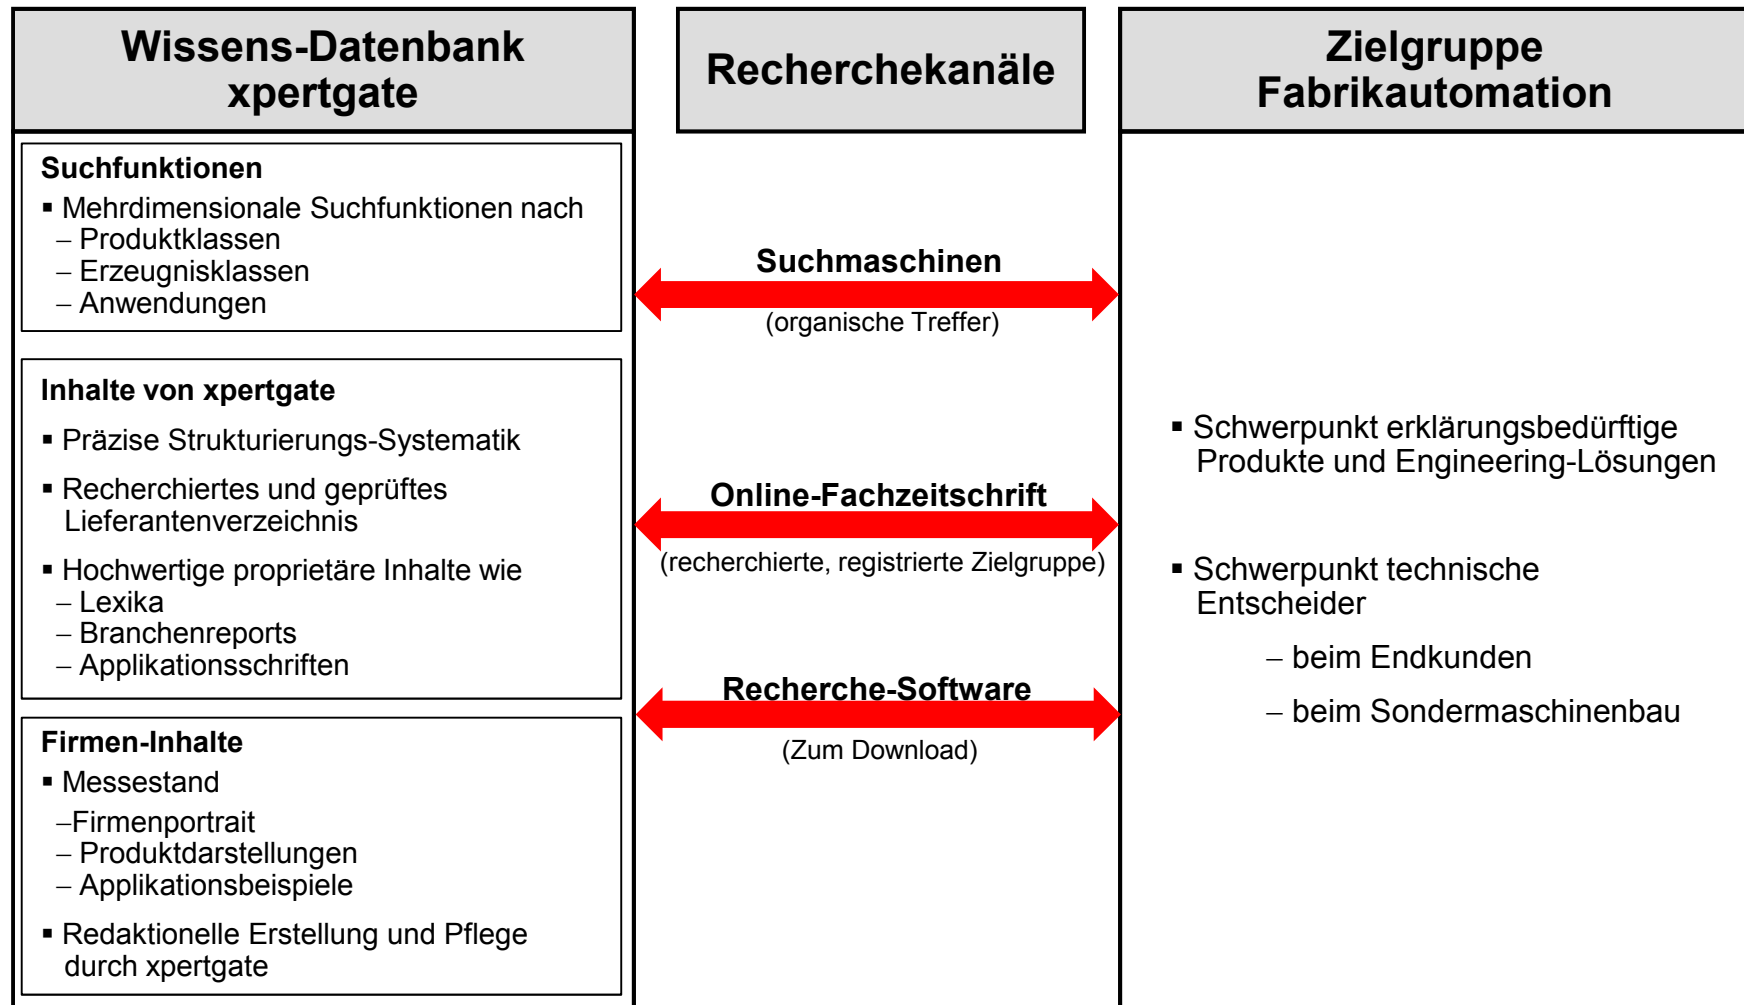 Wissens-Datenbank
xpertgate
Suchfunktionen
▪ Mehrdimensionale Suchfunktionen nach
– Produktklassen
– Erzeugnisklassen
– Anwendungen
Inhalte von xpertgate
▪ Präzise Strukturierungs-Systematik
▪ Recherchiertes und geprüftes
Lieferantenverzeichnis
▪ Hochwertige proprietäre Inhalte wie
– Lexika
– Branchenreports
– Applikationsschriften
Firmen-Inhalte
▪ Messestand
–Firmenportrait
– Produktdarstellungen
– Applikationsbeispiele
▪ Redaktionelle Erstellung und Pflege
durch xpertgate
Recherchekanäle
Suchmaschinen
(organische Treffer)
Online-Fachzeitschrift
(recherchierte, registrierte Zielgruppe)
Recherche-Software
(Zum Download)
Zielgruppe
Fabrikautomation
▪ Schwerpunkt erklärungsbedürftige
Produkte und Engineering-Lösungen
▪ Schwerpunkt technische
Entscheider
– beim Endkunden
– beim Sondermaschinenbau